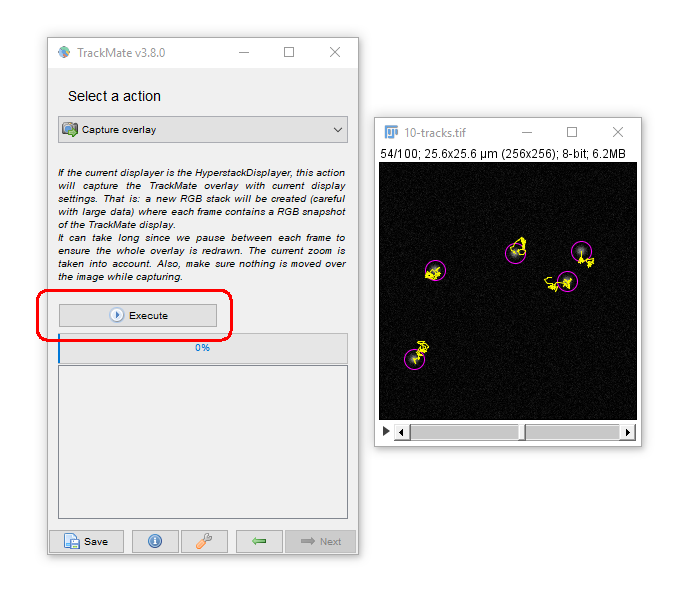 TrackMate v3.8.0
Select a action
Capture overlay
If the current displayer is the HyperstackDisplayer, this action
will capture the TrackMate overlay with current display
settings. That is: a new RGB stack will be created (careful
with large data) where each frame contains a RGB snapshot
of the TrackMate display.
It can take long since we pause between each frame to
ensure the whole overlay is redrawn. The current zoom is
taken into account. Also, make sure nothing is moved over
the image while capturing.
Execute
0%
Save
Next
10-tracks.tif
54/100; 25.6x25.6 µm (256x256); 8-bit; 6.2MB